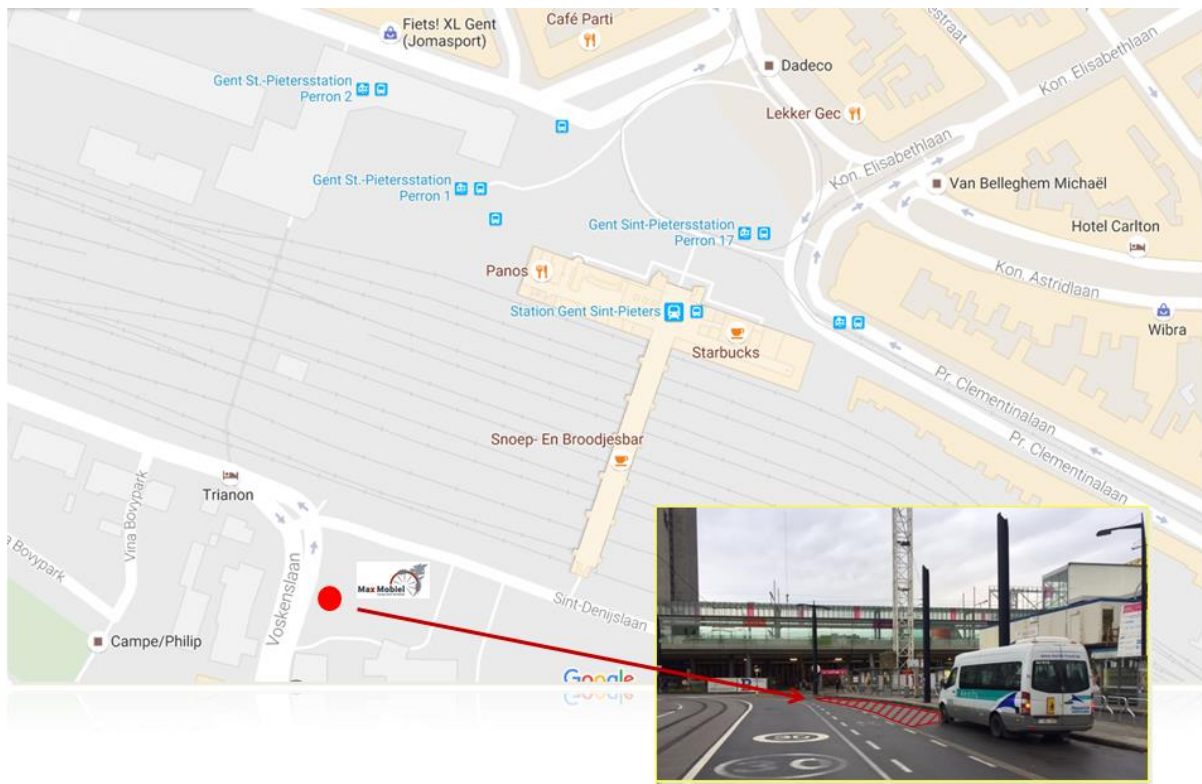 Fiets! XL Gent
(Jomasport)
Café Parti
Dadeco
Kon. Elisabethlaan
Gent St.-Pietersstation
Perron 2
Lekker Gec
Kon. Elisabethlaan
Gent St.-Pietersstation
Perron 1
Van Belleghem Michaël
Gent Sint-Pietersstation
Perron 17
Hotel Carlton
Kon. Astridlaan
Panos
Station Gent Sint-Pieters
Wibra
Starbucks
Pr. Clementinalaan
Pr. Clementinalaan
Snoep- En Broodjesbar
Trianon
Vina Bovypark
Vina Bovypark
Max Mobiel
Voskenslaan
Sint-Denijslaan
Campe/Philip
Google
30